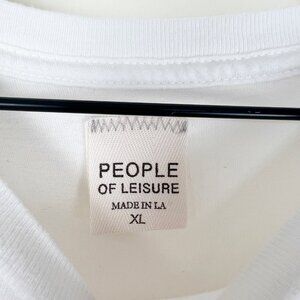 PEOPLE
OF LEISURE
MADE IN LA
XL